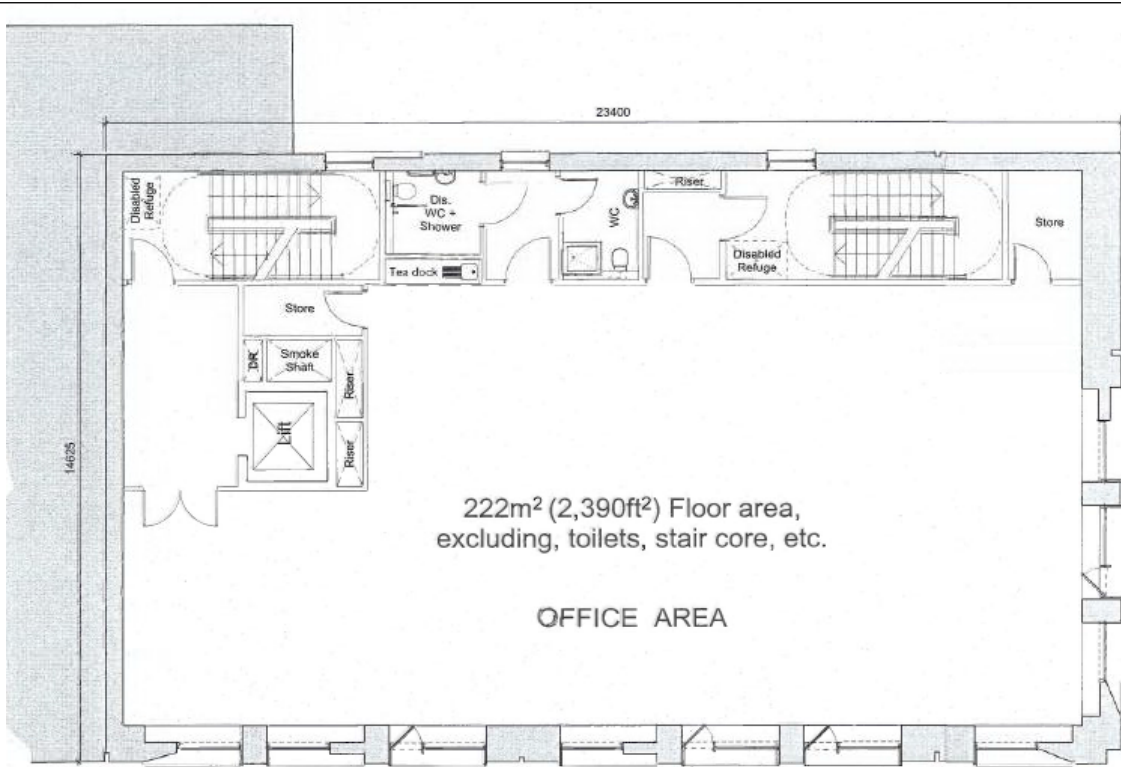 23400
14625
Disabled
Refuge
Dis.
WC +
Shower
WC
Riser
Disabled
Refuge
Store
Tea dock
Store
DR
Smoke
Shaft
Riser
Lift
Riser
222m² (2,390ft²) Floor area,
excluding, toilets, stair core, etc.
OFFICE AREA